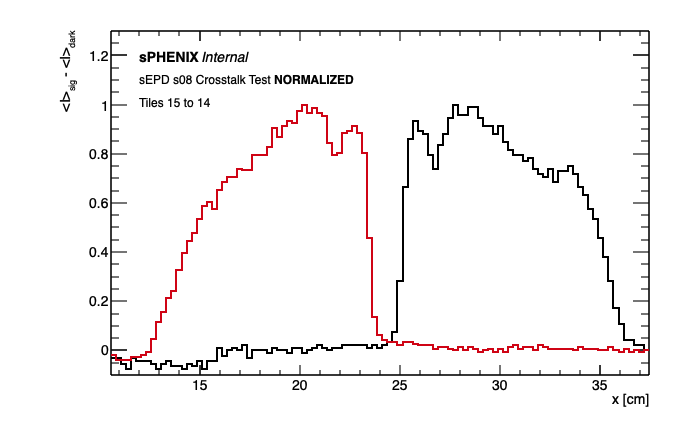 <I>sig - <I>dark
sPHENIX Internal
sEPD s08 Crosstalk Test NORMALIZED
Tiles 15 to 14
1.2
1
0.8
0.6
0.4
0.2
0
15 20 25 30 35
x [cm]